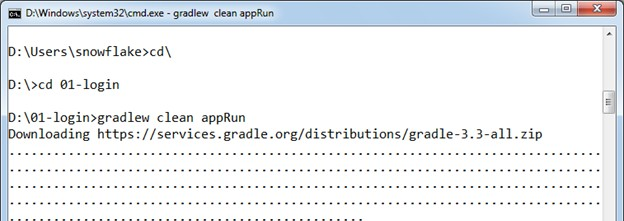 D:\Windows\system32\cmd.exe - gradlew  clean appRun
D:\Users\snowflake>cd\
D:\>cd 01-login
D:\01-login>gradlew clean appRun
Downloading https://services.gradle.org/distributions/gradle-3.3-all.zip
................................................................................
................................................................................
................................................................................
................................................